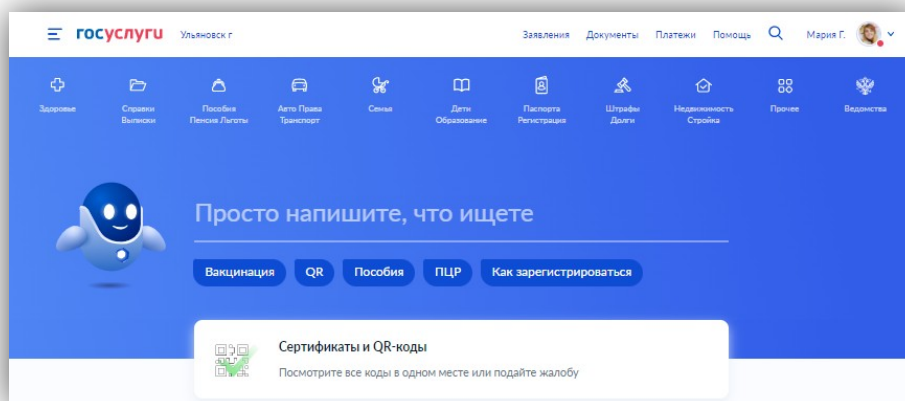 госуслуги Ульяновск г Заявления Документы Платежи Помощь Мария Г.
Здоровье Справки Пособия Авто Права Семья Дети Паспорта Штрафы Недвижимость Прочее Ведомства
Выписки Пенсия Льготы Транспорт Образование Регистрация Долги Стройка
Просто напишите, что ищете
Вакцинация QR Пособия ПЦР Как зарегистрироваться
Сертификаты и QR-коды
Посмотрите все коды в одном месте или подайте жалобу